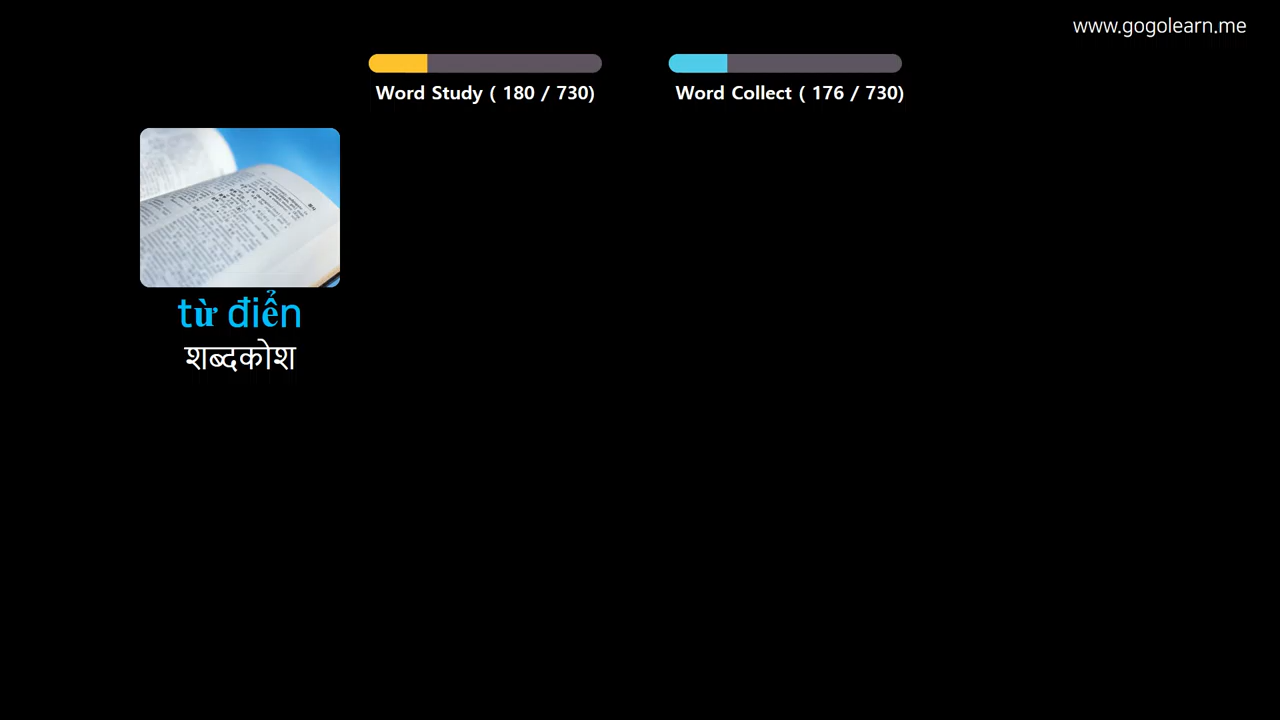 www.gogolearn.me
Word Study ( 180 / 730)
Word Collect ( 176 / 730)
từ điển
शब्दकोश